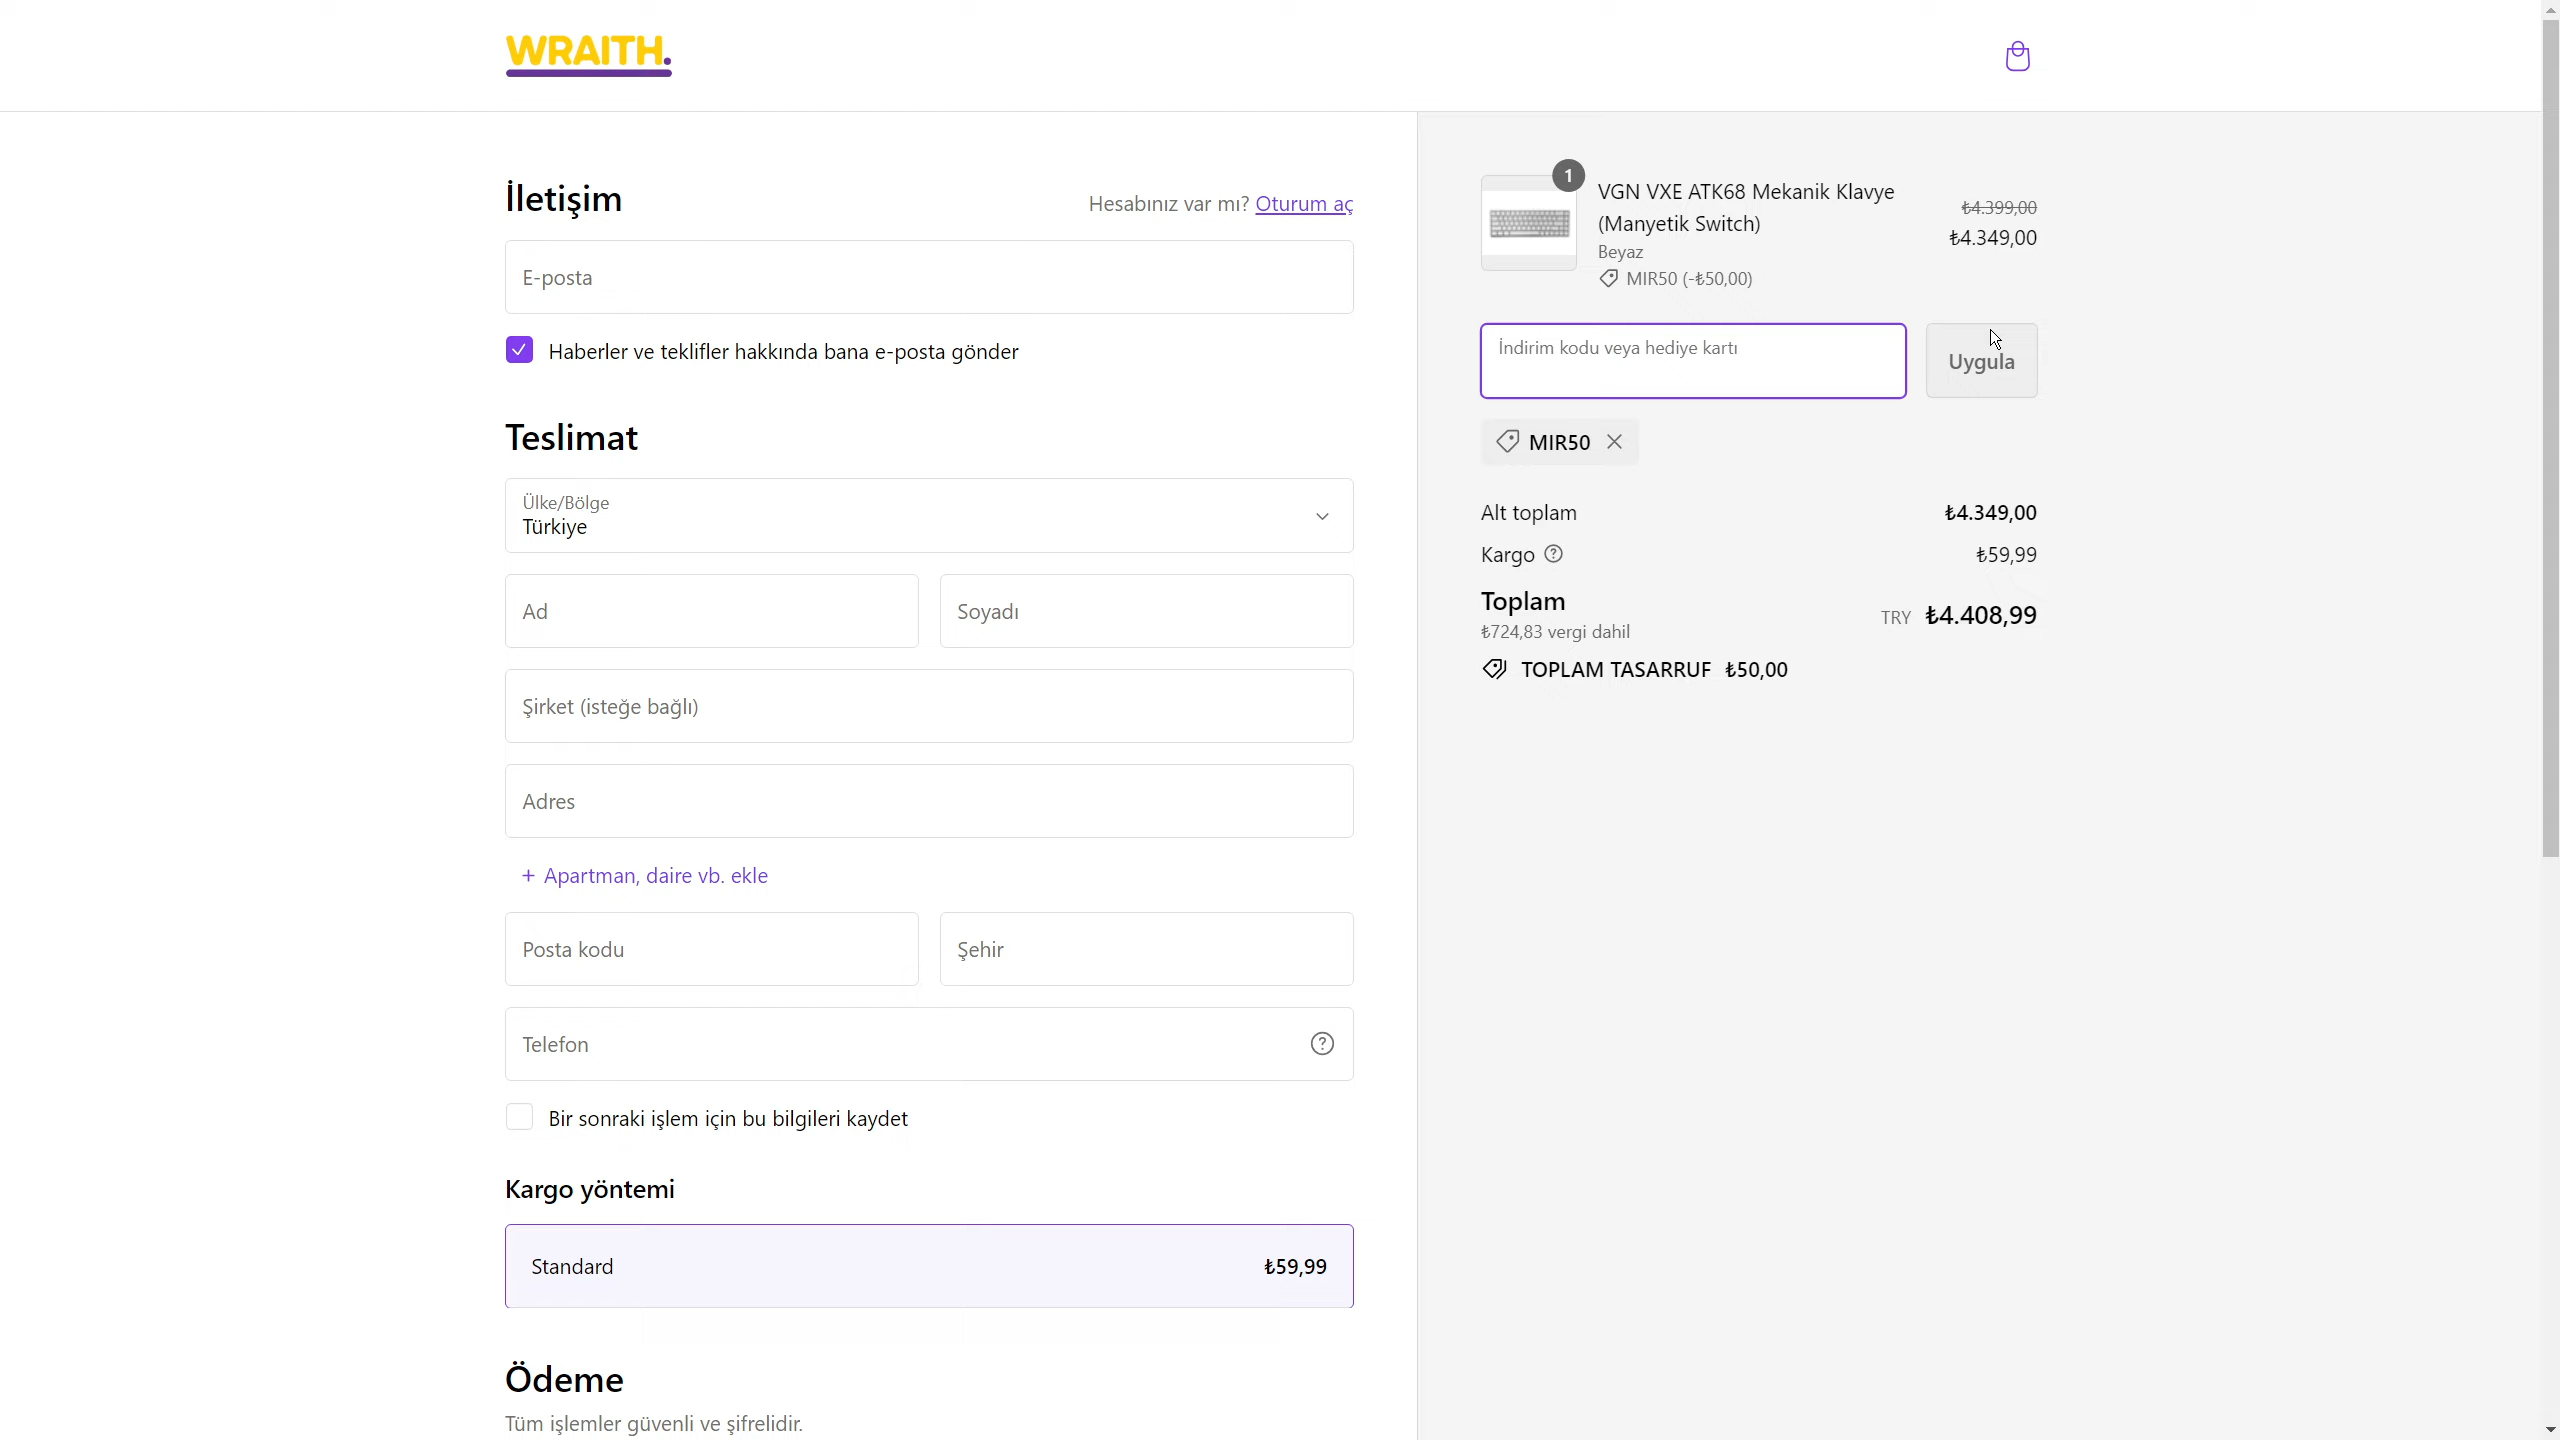 WRAITH.
İletişim
Hesabınız var mı? Oturum aç
E-posta
Haberler ve teklifler hakkında bana e-posta gönder
Teslimat
Ülke/Bölge
Türkiye
Ad
Soyadı
Şirket (isteğe bağlı)
Adres
+ Apartman, daire vb. ekle
Posta kodu
Şehir
Telefon
Bir sonraki işlem için bu bilgileri kaydet
Kargo yöntemi
Standard ₺59,99
Ödeme
Tüm işlemler güvenli ve şifrelidir.
1
VGN VXE ATK68 Mekanik Klavye
(Manyetik Switch)
Beyaz
MIR50 (-₺50,00)
₺4.399,00
₺4.349,00
İndirim kodu veya hediye kartı
Uygula
MIR50
Alt toplam ₺4.349,00
Kargo ₺59,99
Toplam TRY ₺4.408,99
₺724,83 vergi dahil
TOPLAM TASARRUF ₺50,00